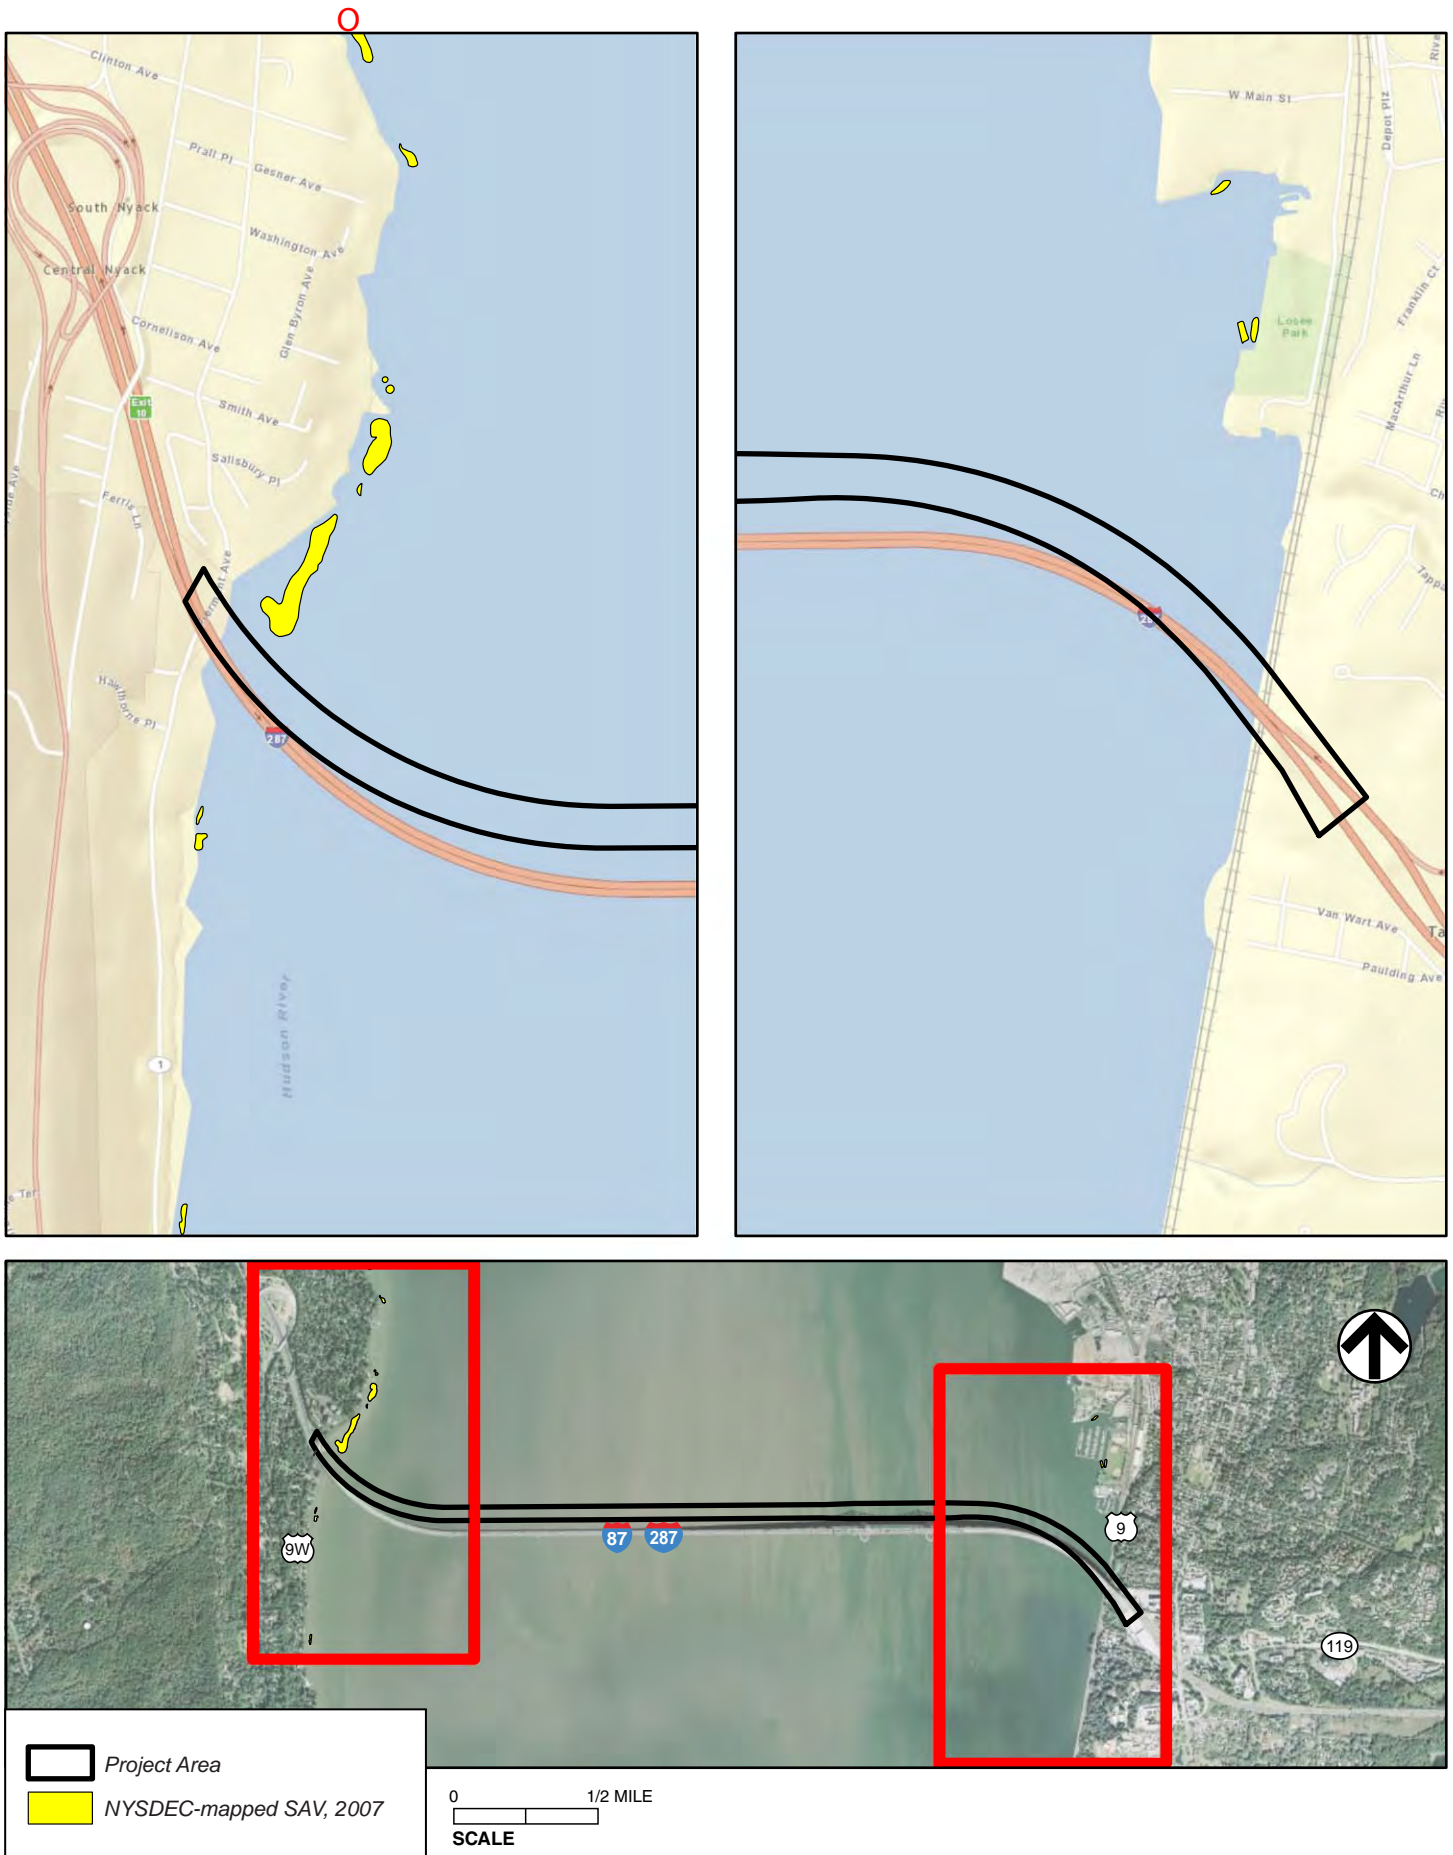 O
Clinton Ave
Prall Pl
Gesner Ave
South Nyack
Washington Ave
Central Nyack
Glen Byron Ave
Cornelison Ave
Exit
10
Smith Ave
Salisbury Pl
Ferris Ln
Hawthorne Pl
287
Hudson River
1
Ter
W Main St
Depot Plz
Franklin Ct
Losee
Park
MacArthur Ln
Van Wart Ave
Paulding Ave
9W
87
287
9
119
Project Area
NYSDEC-mapped SAV, 2007
0 1/2 MILE
SCALE